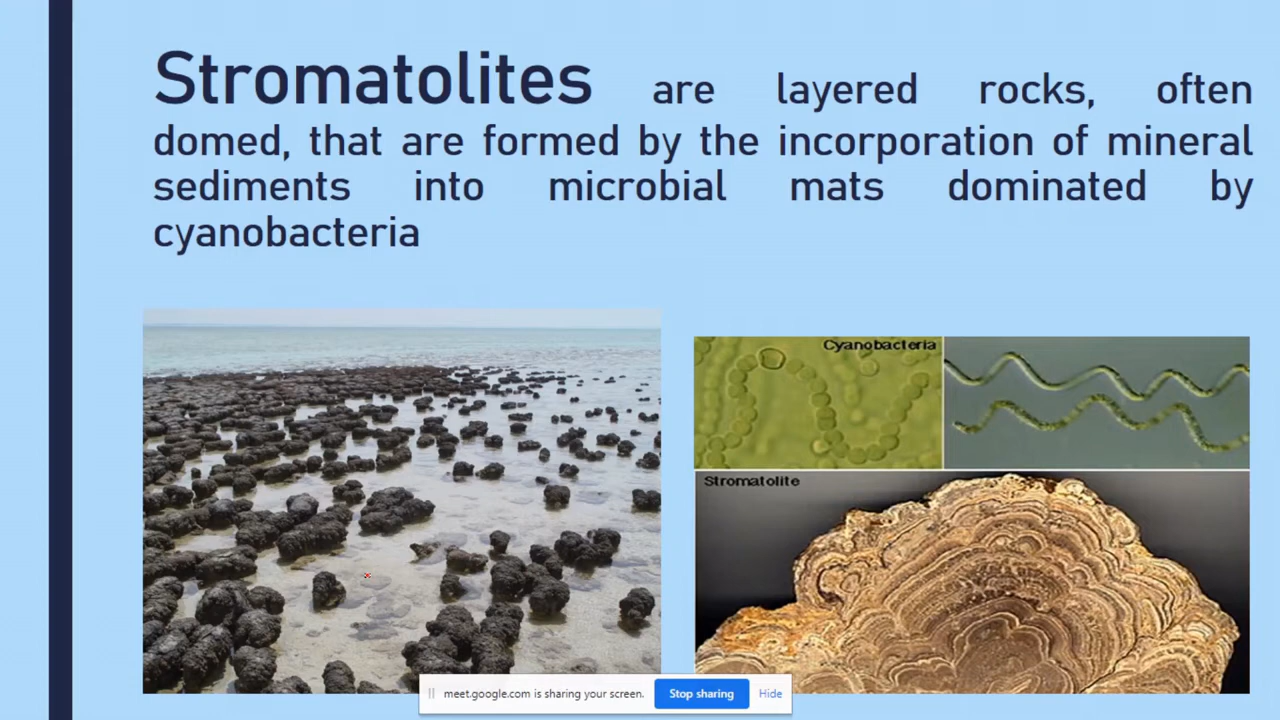 Stromatolites are layered rocks, often
domed, that are formed by the incorporation of mineral
sediments into microbial mats dominated by
cyanobacteria
Cyanobacteria
Stromatolite
meet.google.com is sharing your screen. Stop sharing Hide